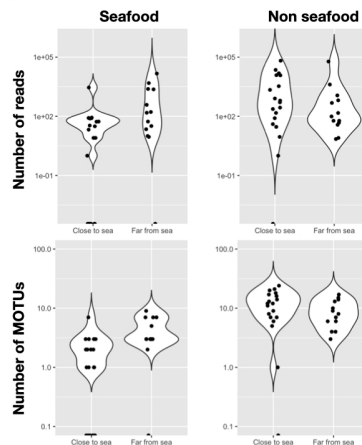 Seafood
Non seafood
Number of reads
1e+05
1e+02
1e-01
Close to sea
Far from sea
1e+05
1e+02
1e-01
Close to sea
Far from sea
Number of MOTUs
100.0
10.0
1.0
0.1
Close to sea
Far from sea
100.0
10.0
1.0
0.1
Close to sea
Far from sea